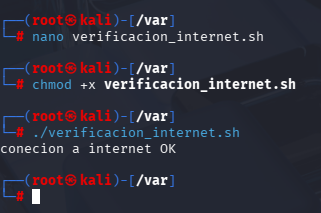 ┌──(root㉿kali)-[/var]
└─# nano verificacion_internet.sh
┌──(root㉿kali)-[/var]
└─# chmod +x verificacion_internet.sh
┌──(root㉿kali)-[/var]
└─# ./verificacion_internet.sh
conecion a internet OK
┌──(root㉿kali)-[/var]
└─#